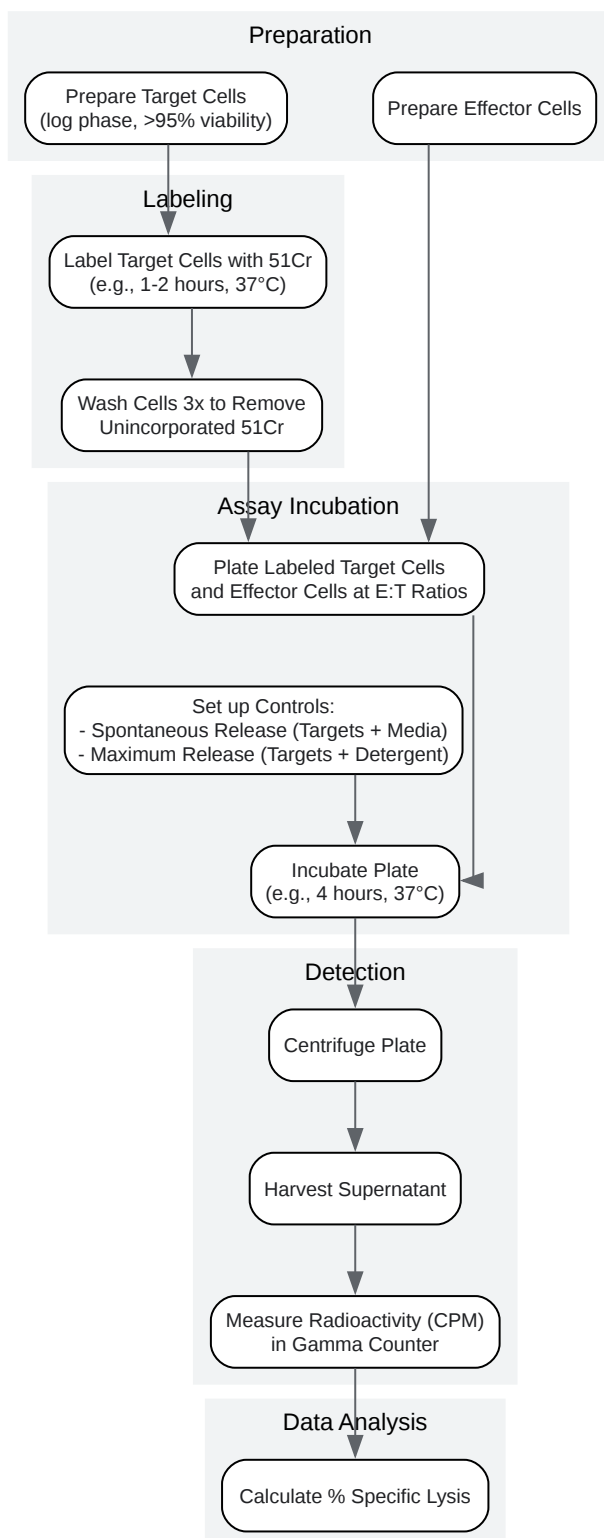 Preparation
Prepare Target Cells
(log phase, >95% viability)
Prepare Effector Cells
Labeling
Label Target Cells with 51Cr
(e.g., 1-2 hours, 37°C)
Wash Cells 3x to Remove
Unincorporated 51Cr
Assay Incubation
Plate Labeled Target Cells
and Effector Cells at E:T Ratios
Set up Controls:
- Spontaneous Release (Targets + Media)
- Maximum Release (Targets + Detergent)
Incubate Plate
(e.g., 4 hours, 37°C)
Detection
Centrifuge Plate
Harvest Supernatant
Measure Radioactivity (CPM)
in Gamma Counter
Data Analysis
Calculate % Specific Lysis